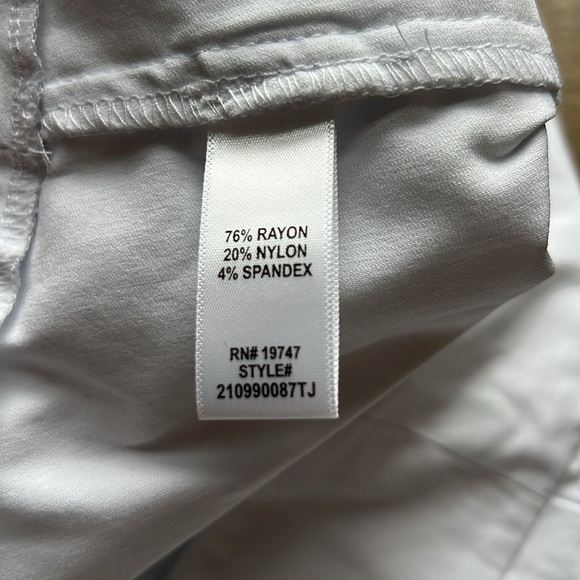 76% RAYON
20% NYLON
4% SPANDEX
RN# 19747
STYLE#
210990087TJ